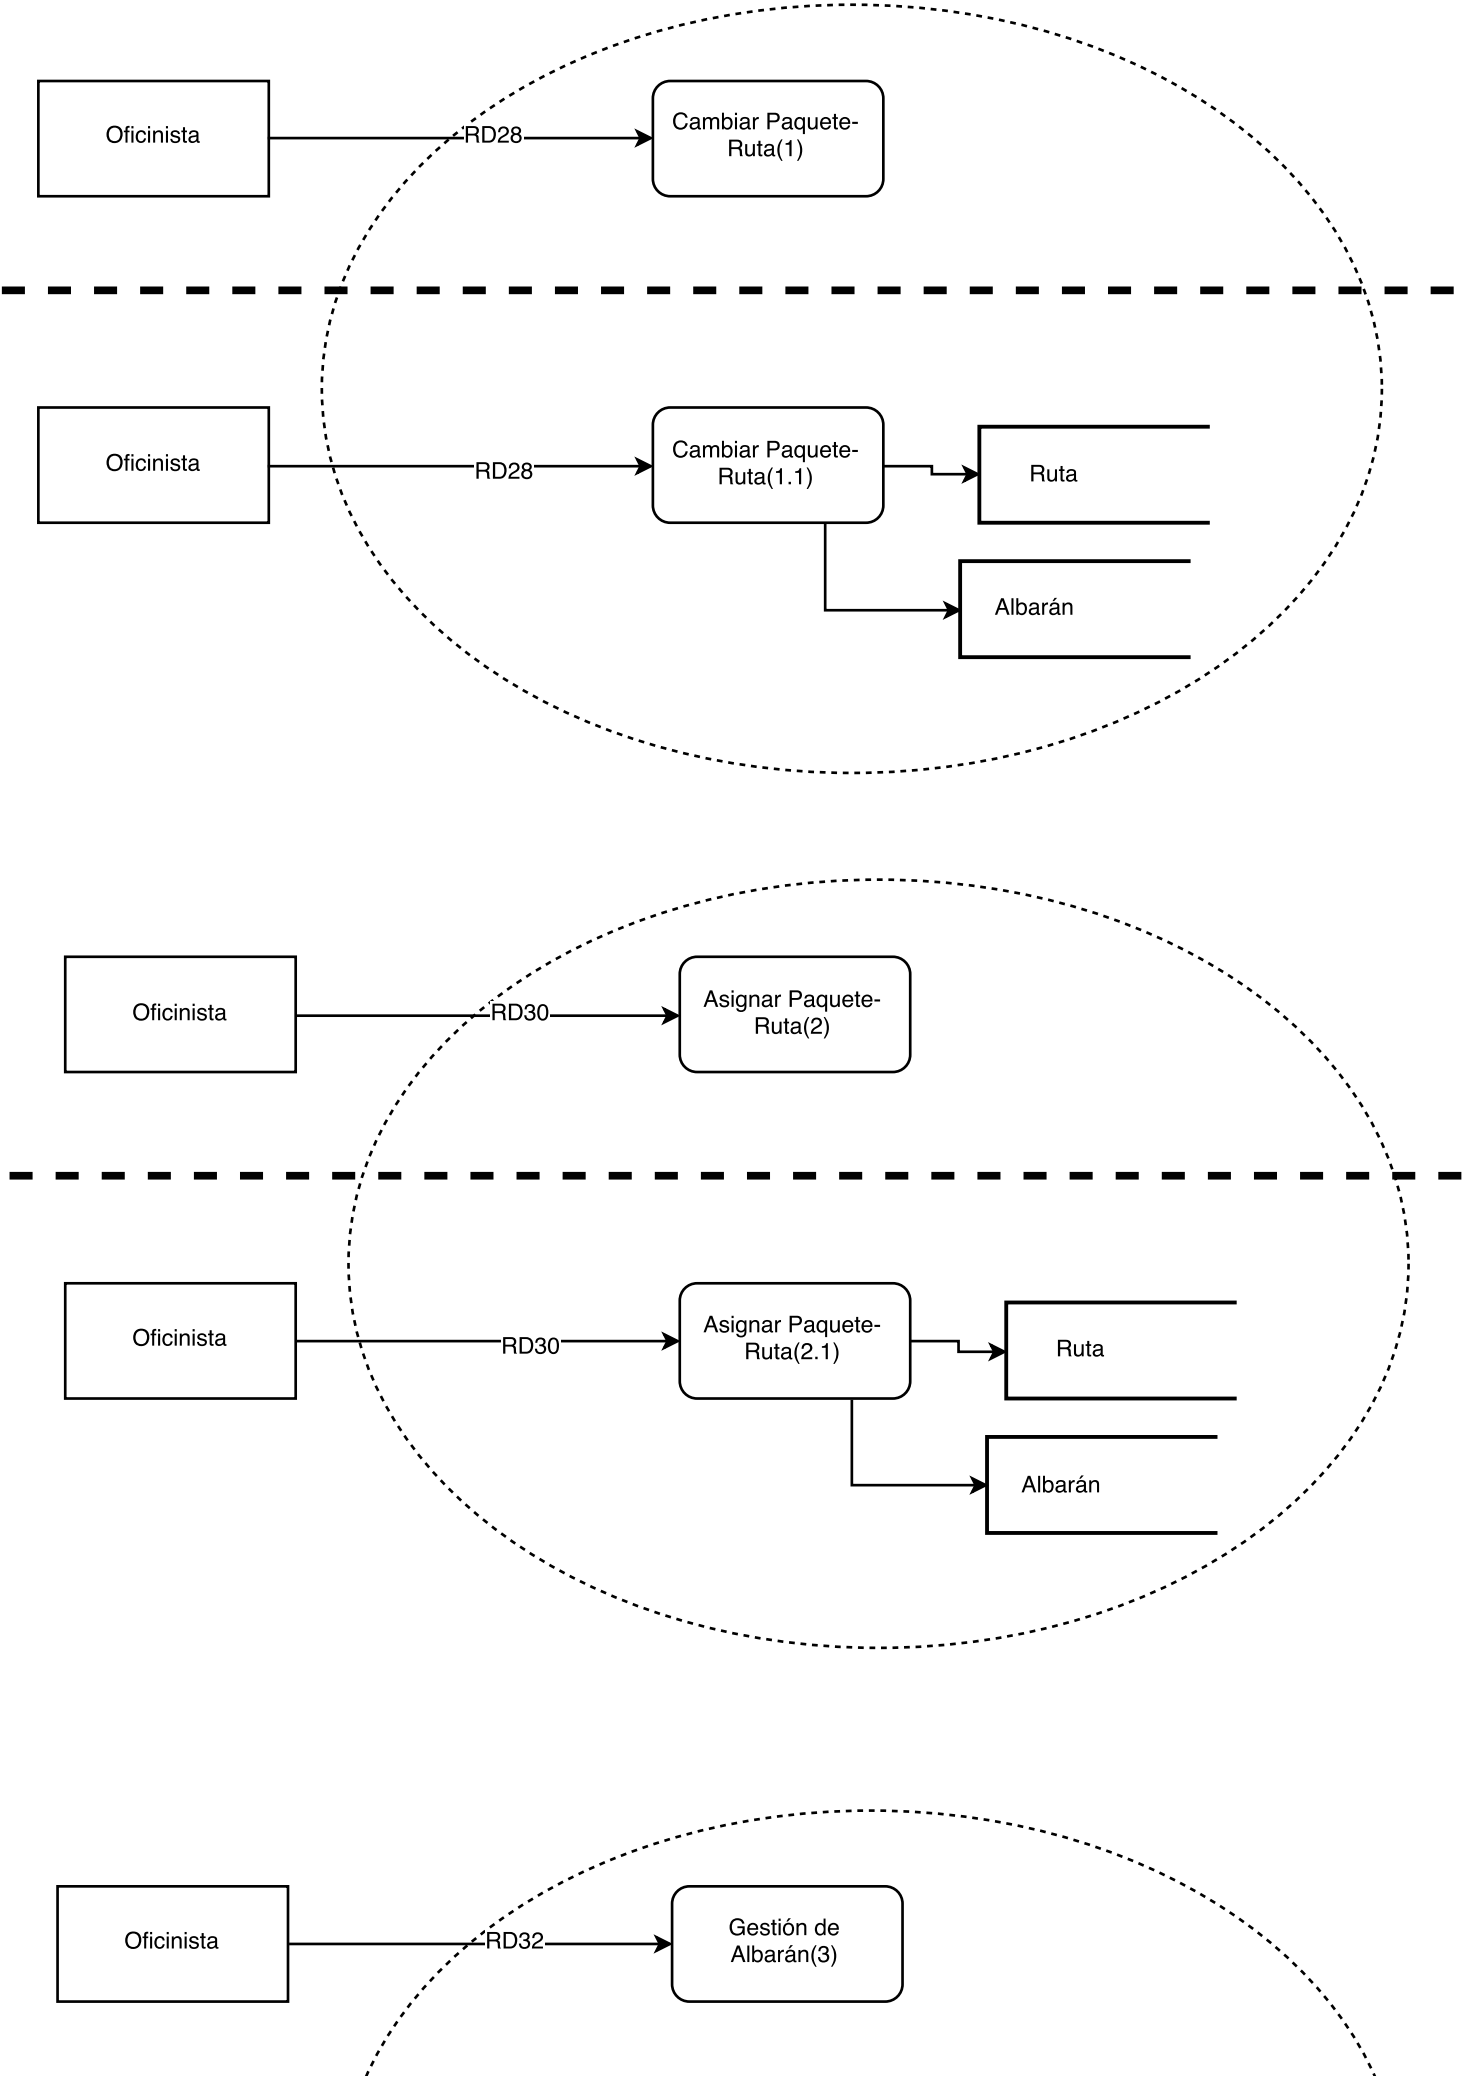 Oficinista
RD28
Cambiar Paquete-
Ruta(1)
Oficinista
RD28
Cambiar Paquete-
Ruta(1.1)
Ruta
Albarán
Oficinista
RD30
Asignar Paquete-
Ruta(2)
Oficinista
RD30
Asignar Paquete-
Ruta(2.1)
Ruta
Albarán
Oficinista
RD32
Gestión de
Albarán(3)